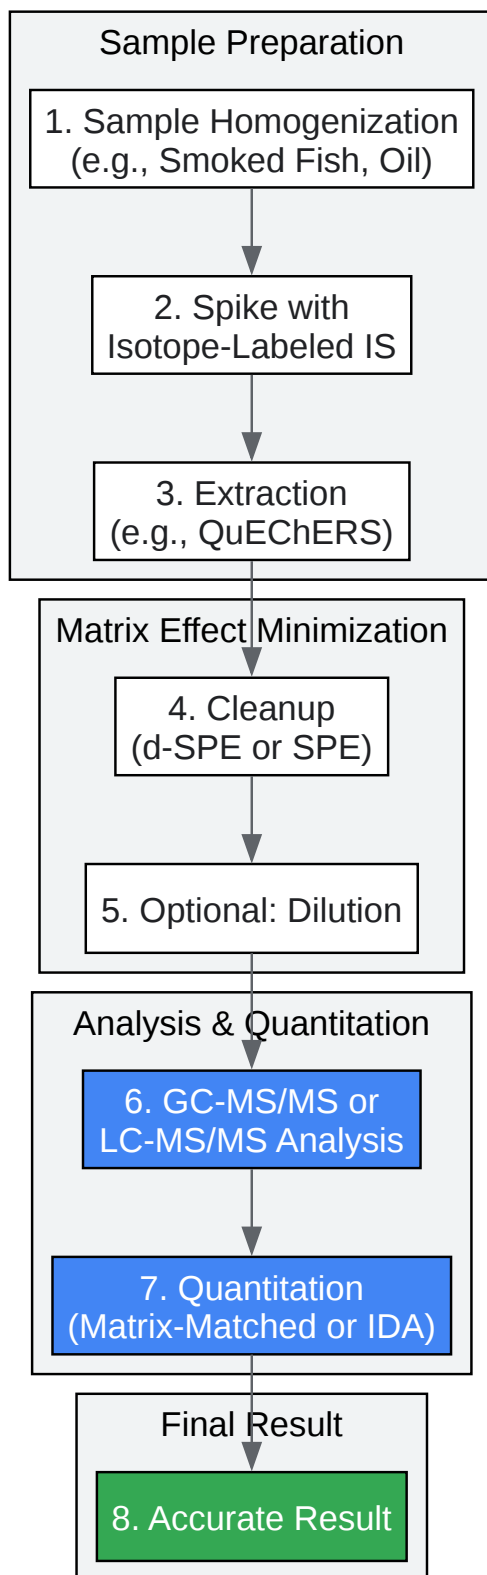 Sample Preparation
1. Sample Homogenization
(e.g., Smoked Fish, Oil)
2. Spike with
Isotope-Labeled IS
3. Extraction
(e.g., QuEChERS)
Matrix Effect Minimization
4. Cleanup
(d-SPE or SPE)
5. Optional: Dilution
Analysis & Quantitation
6. GC-MS/MS or
LC-MS/MS Analysis
7. Quantitation
(Matrix-Matched or IDA)
Final Result
8. Accurate Result